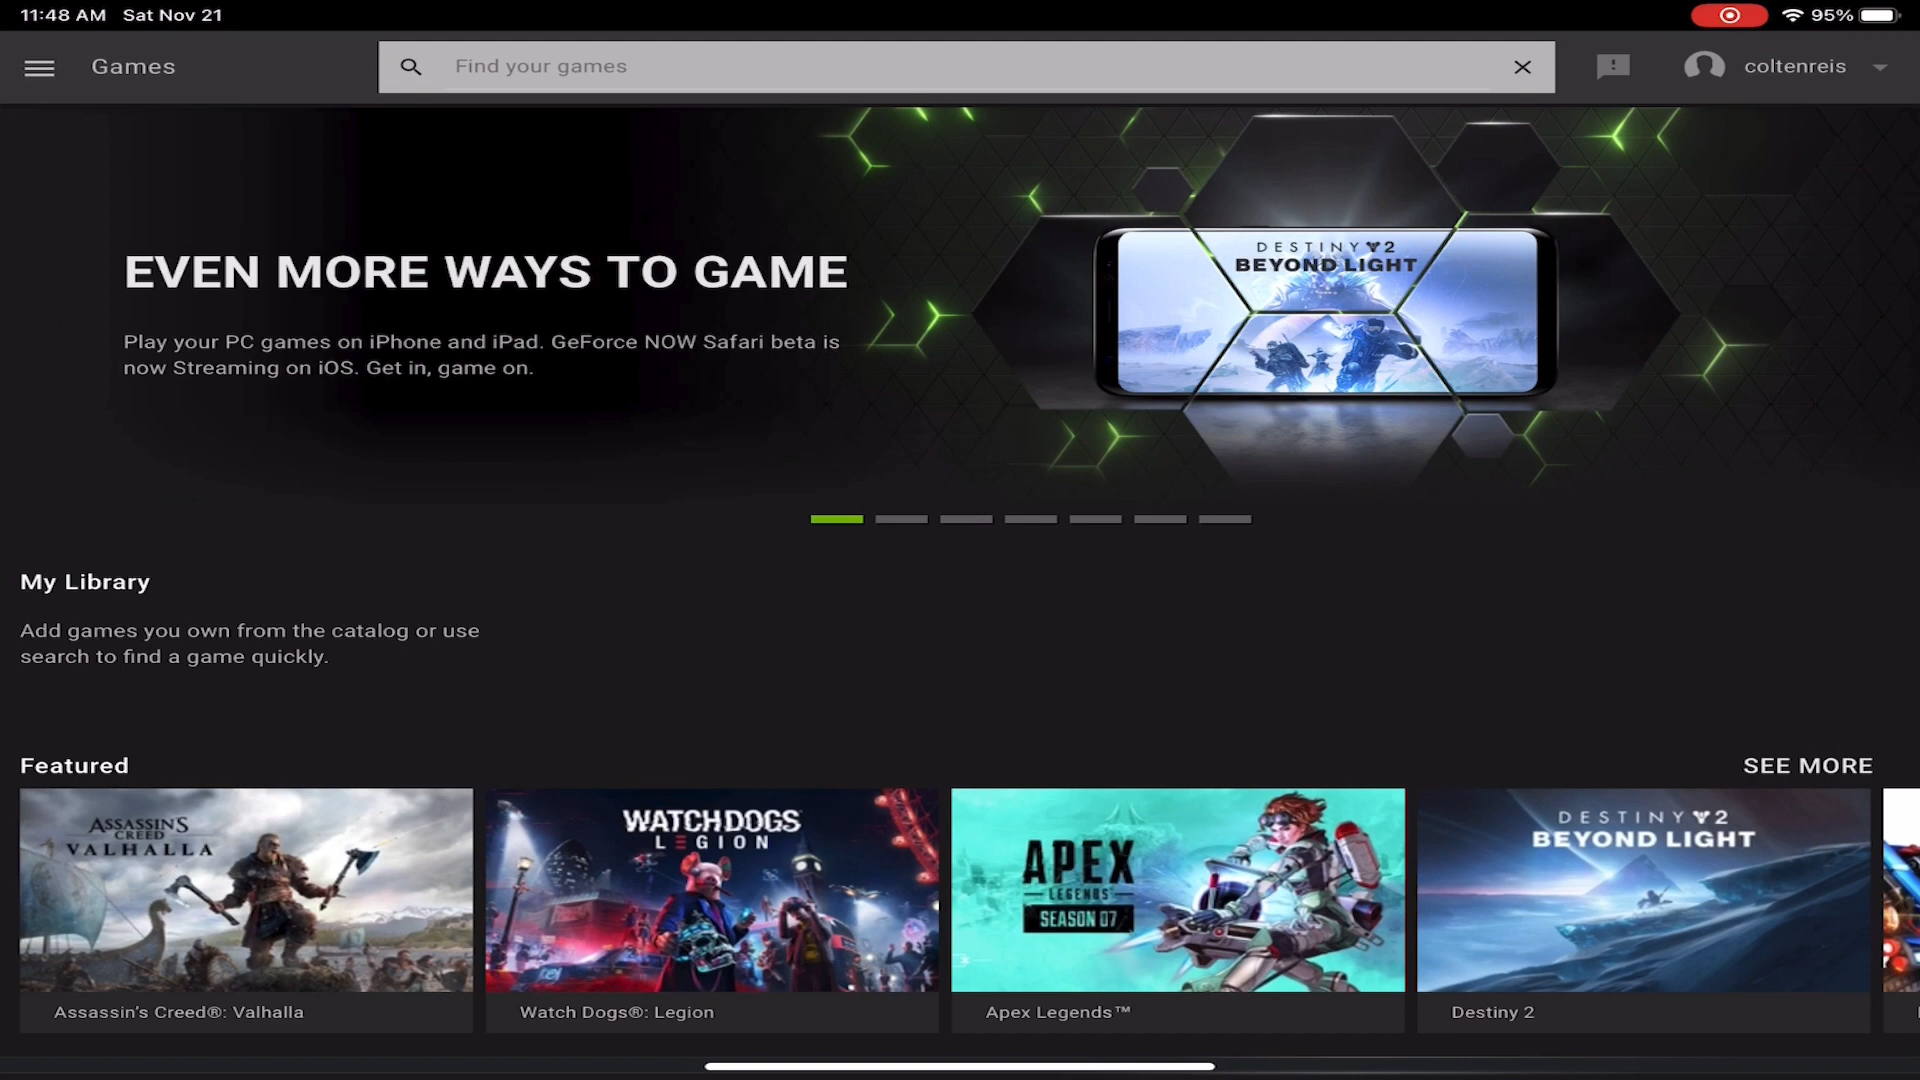 11:48 AM Sat Nov 21
95%
Games
Find your games
coltenreis
DESTINY 2
BEYOND LIGHT
EVEN MORE WAYS TO GAME
Play your PC games on iPhone and iPad. GeForce NOW Safari beta is
now Streaming on iOS. Get in, game on.
My Library
Add games you own from the catalog or use
search to find a game quickly.
Featured
SEE MORE
ASSASSIN'S
CREED
VALHALLA
WATCH DOGS
LEGION
APEX
LEGENDS
SEASON 07
DESTINY 2
BEYOND LIGHT
Assassin's Creed®: Valhalla
Watch Dogs®: Legion
Apex Legends™
Destiny 2